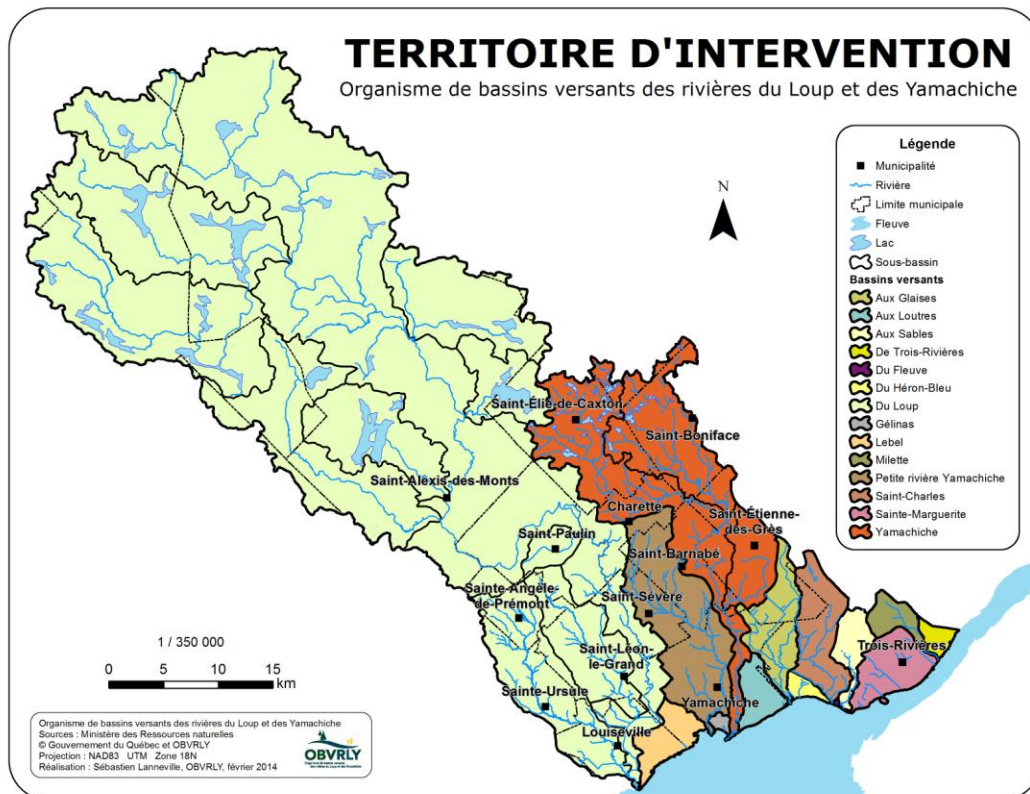 TERRITOIRE D'INTERVENTION
Organisme de bassins versants des rivières du Loup et des Yamachiche
Légende
Municipalité
Rivière
Limite municipale
Fleuve
Lac
Sous-bassin
Bassins versants
Aux Glaises
Aux Loutres
Aux Sables
De Trois-Rivières
Du Fleuve
Du Héron-Bleu
Du Loup
Gélinas
Lebel
Milette
Petite rivière Yamachiche
Saint-Charles
Sainte-Marguerite
Yamachiche
N
Saint-Élie-de-Caxton
Saint-Boniface
Saint-Alexis-des-Monts
Charette
Saint-Étienne-
des-Grès
Saint-Paulin
Saint-Barnabé
Sainte-Angèle-
de-Prémont
Saint-Sévère
Trois-Rivières
Saint-Léon-
le-Grand
Sainte-Ursule
Yamachiche
Louiseville
1 / 350 000
0 5 10 15
km
Organisme de bassins versants des rivières du Loup et des Yamachiche
Sources : Ministère des Ressources naturelles
© Gouvernement du Québec et OBVRLY
Projection : NAD83 UTM Zone 18N
Réalisation : Sébastien Lanneville, OBVRLY, février 2014
OBVRLY